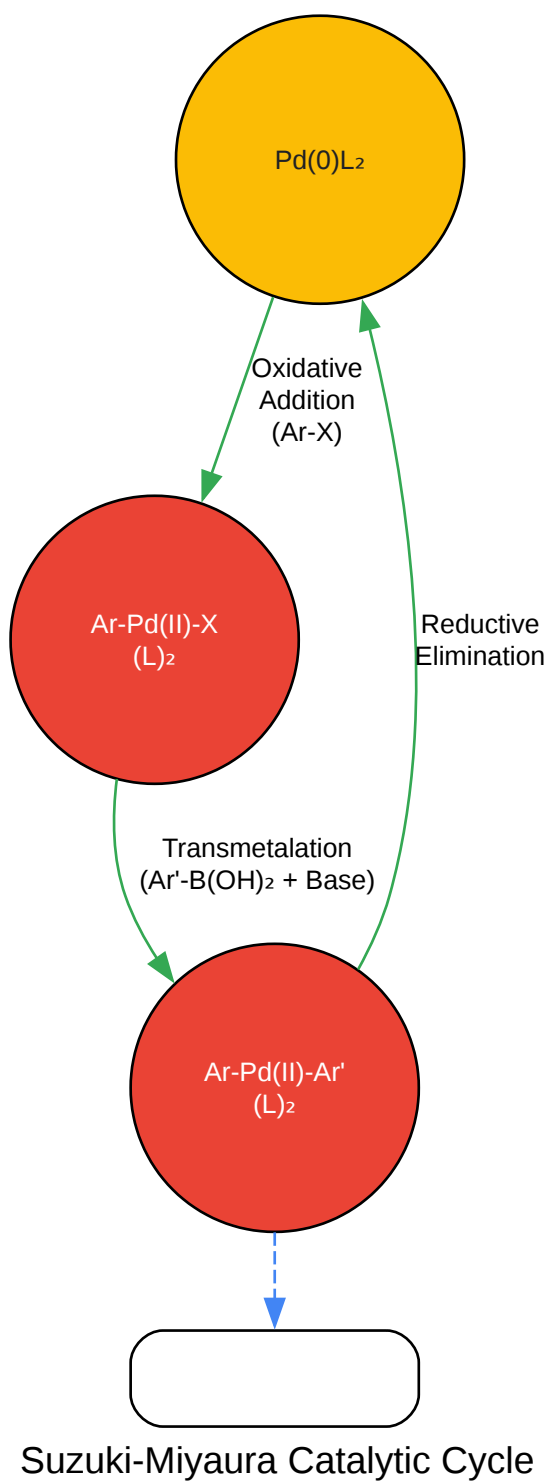 Pd(0)L₂
Oxidative
Addition
(Ar-X)
Ar-Pd(II)-X
(L)₂
Reductive
Elimination
Transmetalation
(Ar'-B(OH)₂ + Base)
Ar-Pd(II)-Ar'
(L)₂
Suzuki-Miyaura Catalytic Cycle